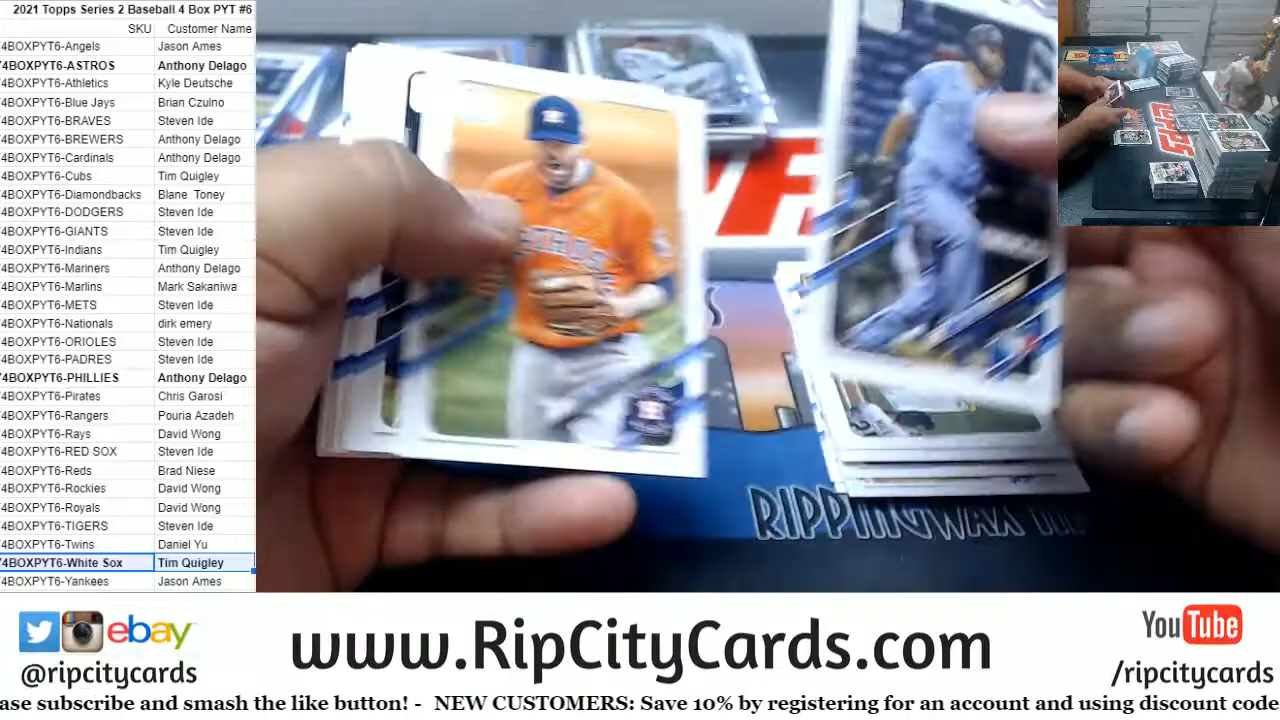 2021 Topps Series 2 Baseball 4 Box PYT #6
SKU Customer Name
4BOXPYT6-Angels Jason Ames
4BOXPYT6-ASTROS Anthony Delago
4BOXPYT6-Athletics Kyle Deutsche
4BOXPYT6-Blue Jays Brian Czulno
4BOXPYT6-BRAVES Steven Ide
4BOXPYT6-BREWERS Anthony Delago
4BOXPYT6-Cardinals Anthony Delago
4BOXPYT6-Cubs Tim Quigley
4BOXPYT6-Diamondbacks Blane Toney
4BOXPYT6-DODGERS Steven Ide
4BOXPYT6-GIANTS Steven Ide
4BOXPYT6-Indians Tim Quigley
4BOXPYT6-Mariners Anthony Delago
4BOXPYT6-Marlins Mark Sakaniwa
4BOXPYT6-METS Steven Ide
4BOXPYT6-Nationals dirk emery
4BOXPYT6-ORIOLES Steven Ide
4BOXPYT6-PADRES Steven Ide
4BOXPYT6-PHILLIES Anthony Delago
4BOXPYT6-Pirates Chris Garosi
4BOXPYT6-Rangers Pouria Azadeh
4BOXPYT6-Rays David Wong
4BOXPYT6-RED SOX Steven Ide
4BOXPYT6-Reds Brad Niese
4BOXPYT6-Rockies David Wong
4BOXPYT6-Royals David Wong
4BOXPYT6-TIGERS Steven Ide
4BOXPYT6-Twins Daniel Yu
4BOXPYT6-White Sox Tim Quigley
4BOXPYT6-Yankees Jason Ames
RIPPINGWAX
ebay
@ripcitycards
www.RipCityCards.com
YouTube
/ripcitycards
ase subscribe and smash the like button! - NEW CUSTOMERS: Save 10% by registering for an account and using discount code